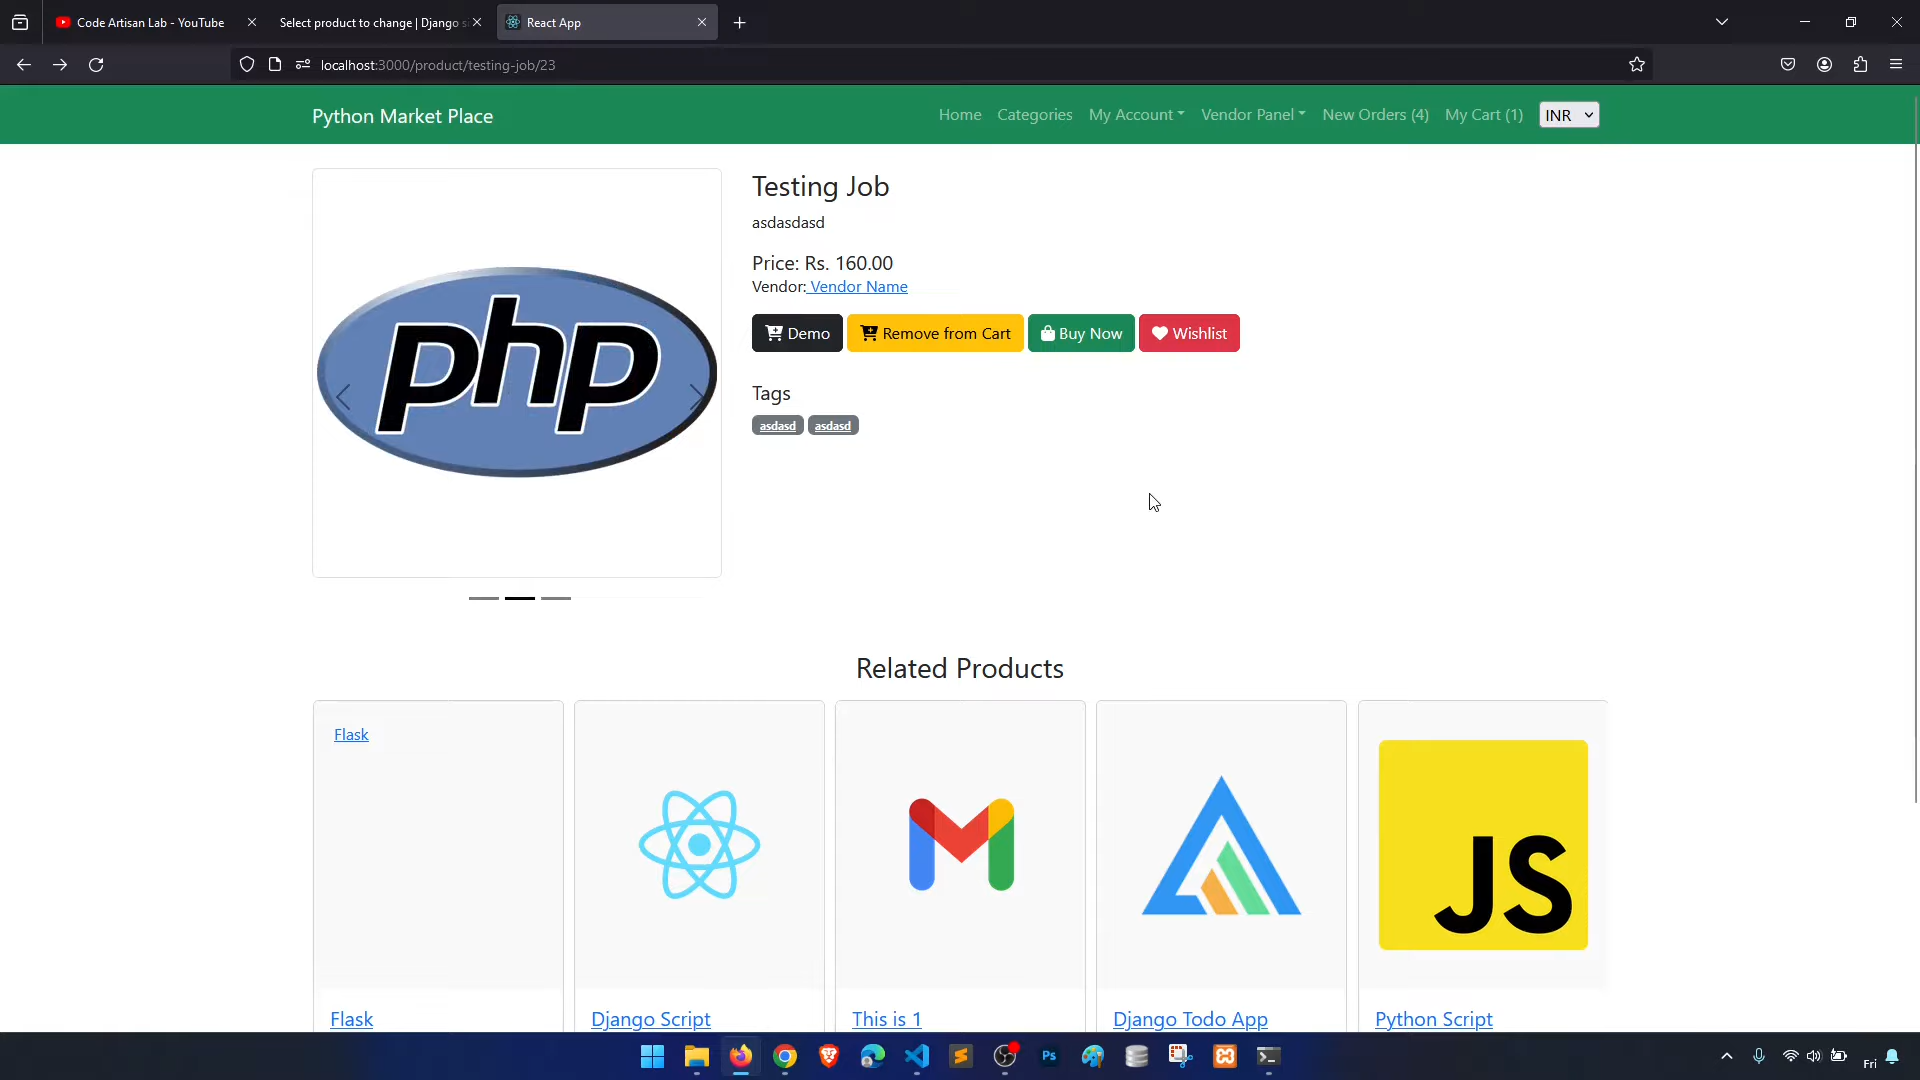 Code Artisan Lab - YouTube
Select product to change | Django s
React App
localhost:3000/product/testing-job/23
Python Market Place
Home
Categories
My Account
Vendor Panel
New Orders (4)
My Cart (1)
INR
php
Testing Job
asdasdasd
Price: Rs. 160.00
Vendor: Vendor Name
Demo
Remove from Cart
Buy Now
Wishlist
Tags
asdasd asdasd
Related Products
Flask
JS
Flask
Django Script
This is 1
Django Todo App
Python Script
Ps
Fri